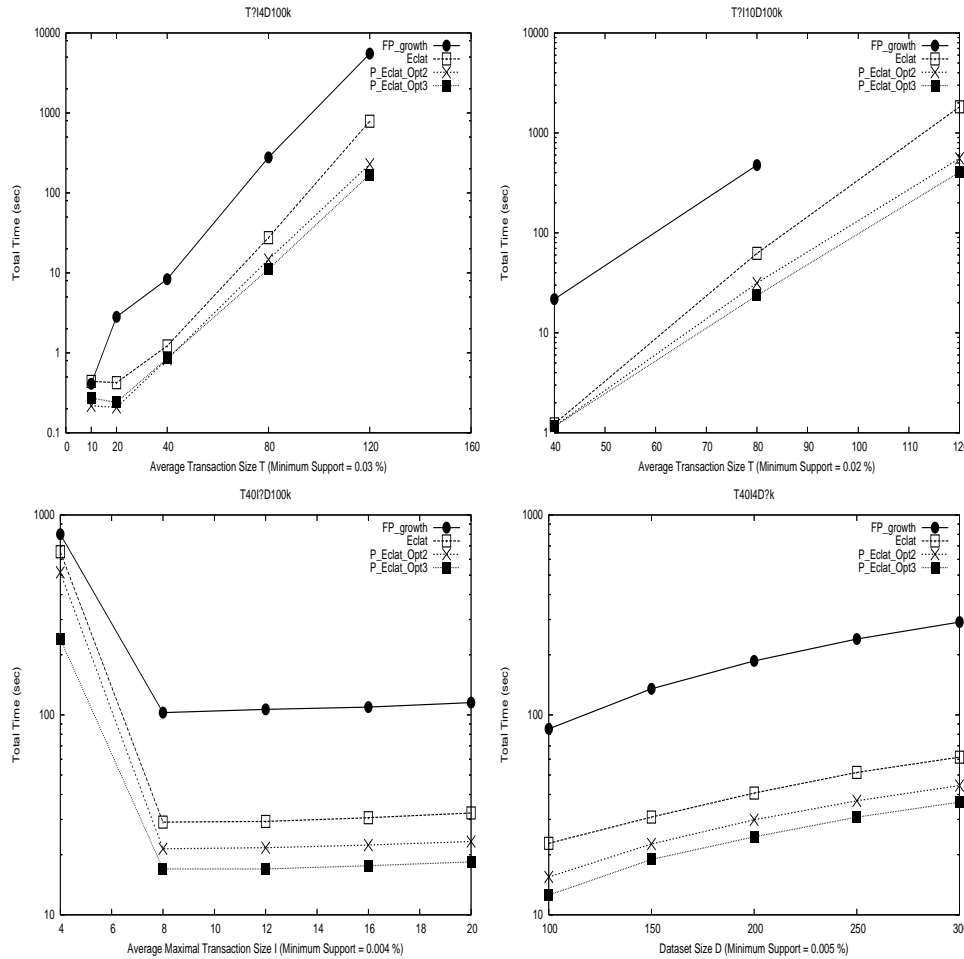 T?I4D100k
10000
1000
100
10
1
0.1
0
10
20
40
80
120
160
Total Time (sec)
Average Transaction Size T (Minimum Support = 0.03 %)
FP_growth
Eclat
P_Eclat_Opt2
P_Eclat_Opt3
T?I10D100k
10000
1000
100
10
1
40
50
60
70
80
90
100
110
120
Total Time (sec)
Average Transaction Size T (Minimum Support = 0.02 %)
FP_growth
Eclat
P_Eclat_Opt2
P_Eclat_Opt3
T40I?D100k
1000
100
10
4
6
8
10
12
14
16
18
20
Total Time (sec)
Average Maximal Transaction Size I (Minimum Support = 0.004 %)
FP_growth
Eclat
P_Eclat_Opt2
P_Eclat_Opt3
T40I4D?k
1000
100
10
100
150
200
250
300
Total Time (sec)
Dataset Size D (Minimum Support = 0.005 %)
FP_growth
Eclat
P_Eclat_Opt2
P_Eclat_Opt3